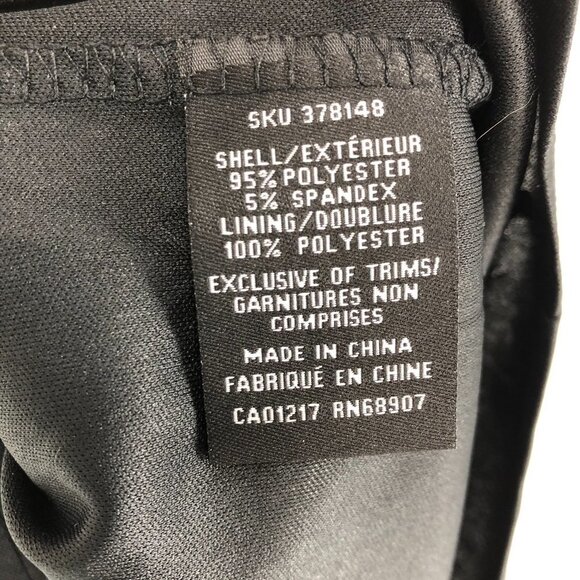 SKU 378148
SHELL/EXTÉRIEUR
95% POLYESTER
5% SPANDEX
LINING/DOUBLURE
100% POLYESTER
EXCLUSIVE OF TRIMS/
GARNITURES NON
COMPRISES
MADE IN CHINA
FABRIQUÉ EN CHINE
CA01217 RN68907